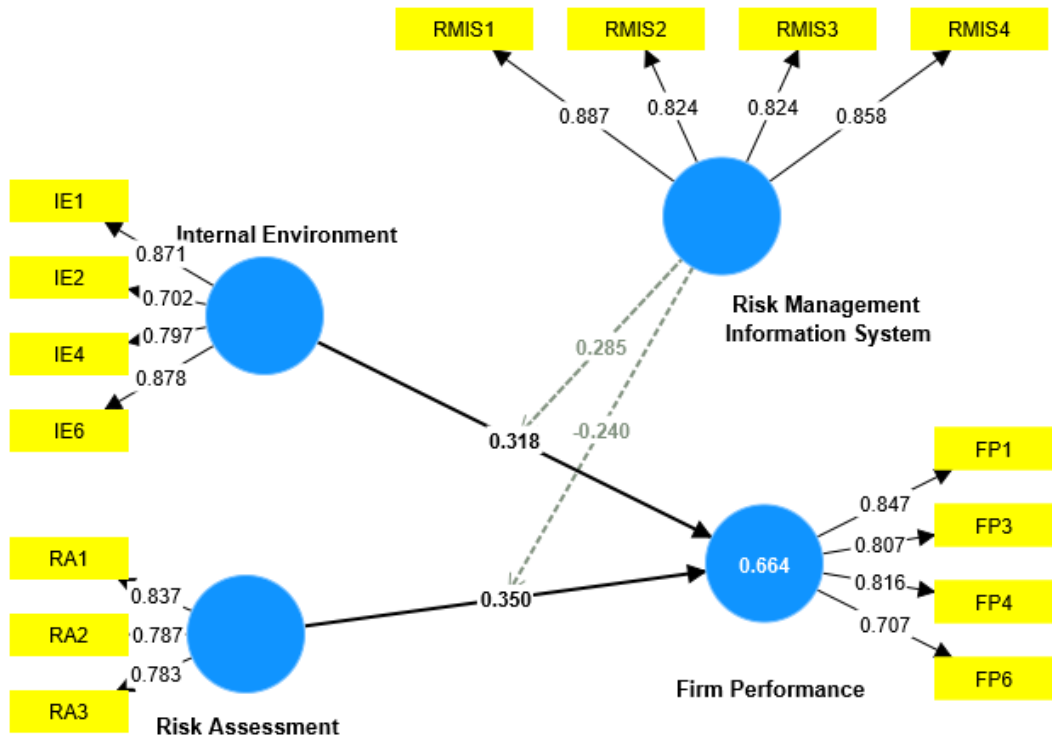 RMIS1 RMIS2 RMIS3 RMIS4
0.887 0.824 0.824 0.858
IE1
IE2
IE4
IE6
0.871
0.702
0.797
0.878
Internal Environment
Risk Management
Information System
0.285
-0.240
0.318
0.350
RA1
RA2
RA3
0.837
0.787
0.783
Risk Assessment
0.664
Firm Performance
0.847
0.807
0.816
0.707
FP1
FP3
FP4
FP6